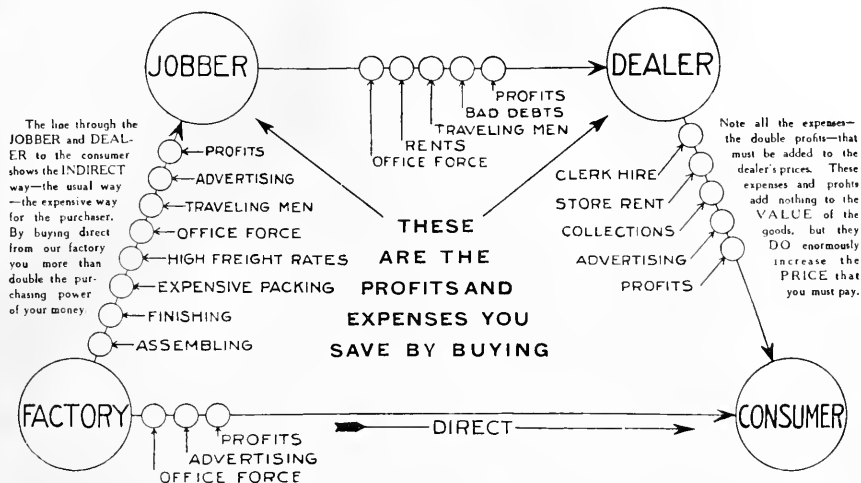 JOBBER
DEALER
PROFITS
BAD DEBTS
TRAVELING MEN
RENTS
OFFICE FORCE
The line through the
JOBBER and DEAL-
ER to the consumer
shows the INDIRECT
way—the usual way
—the expensive way
for the purchaser.
By buying direct
from our factory
you more than
double the pur-
chasing power
of your money.
PROFITS
ADVERTISING
TRAVELING MEN
OFFICE FORCE
HIGH FREIGHT RATES
EXPENSIVE PACKING
FINISHING
ASSEMBLING
THESE
ARE THE
PROFITS AND
EXPENSES YOU
SAVE BY BUYING
CLERK HIRE
STORE RENT
COLLECTIONS
ADVERTISING
PROFITS
Note all the expenses—
the double profits—that
must be added to the
dealer's prices. These
expenses and profits
add nothing to the
VALUE of the
goods, but they
DO enormously
increase the
PRICE that
you must pay.
FACTORY
PROFITS
ADVERTISING
OFFICE FORCE
DIRECT
CONSUMER